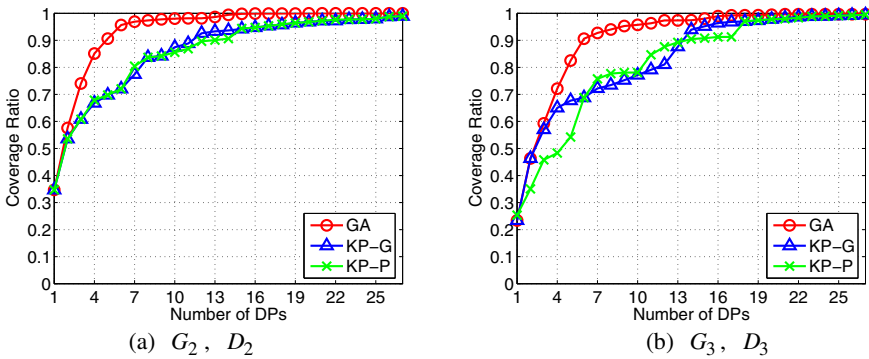 1
0.9
0.8
0.7
0.6
0.5
0.4
0.3
0.2
0.1
0
Coverage Ratio
GA
KP-G
KP-P
1 4 7 10 13 16 19 22 25
Number of DPs
(a) G2 , D2
1
0.9
0.8
0.7
0.6
0.5
0.4
0.3
0.2
0.1
0
Coverage Ratio
GA
KP-G
KP-P
1 4 7 10 13 16 19 22 25
Number of DPs
(b) G3 , D3